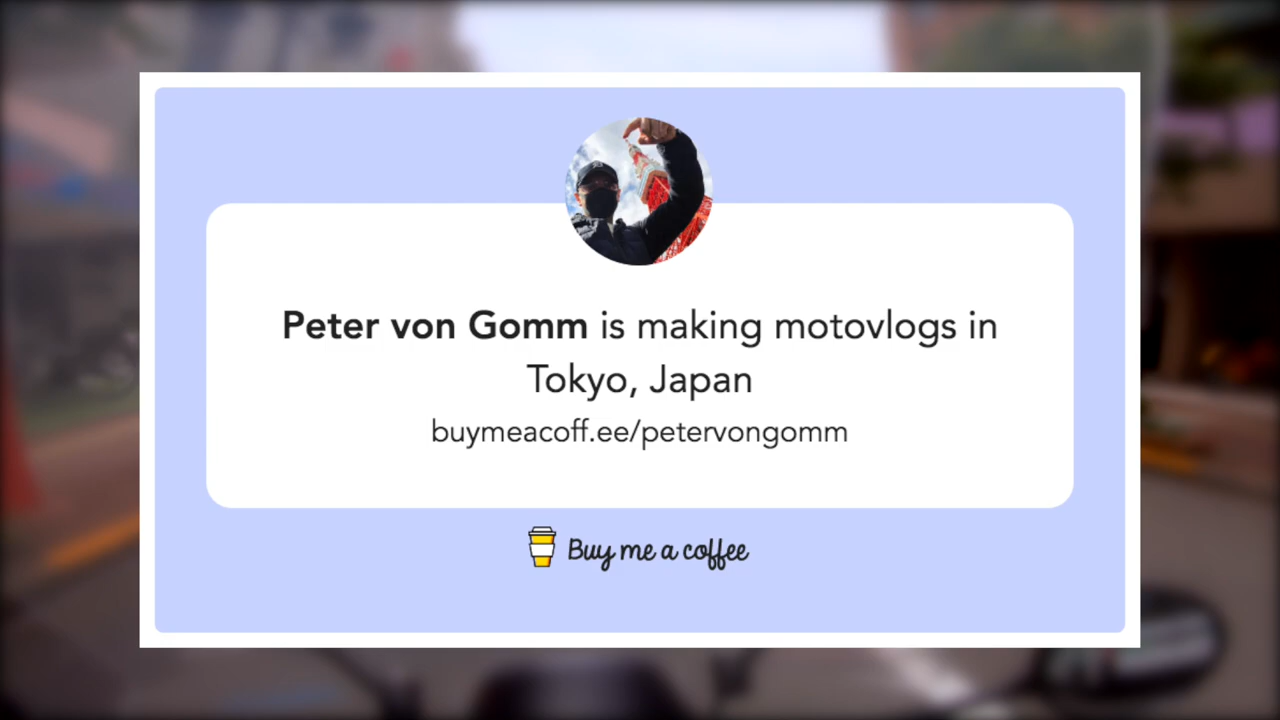 Peter von Gomm is making motovlogs in
Tokyo, Japan
buymeacoff.ee/petervongomm
Buy me a coffee